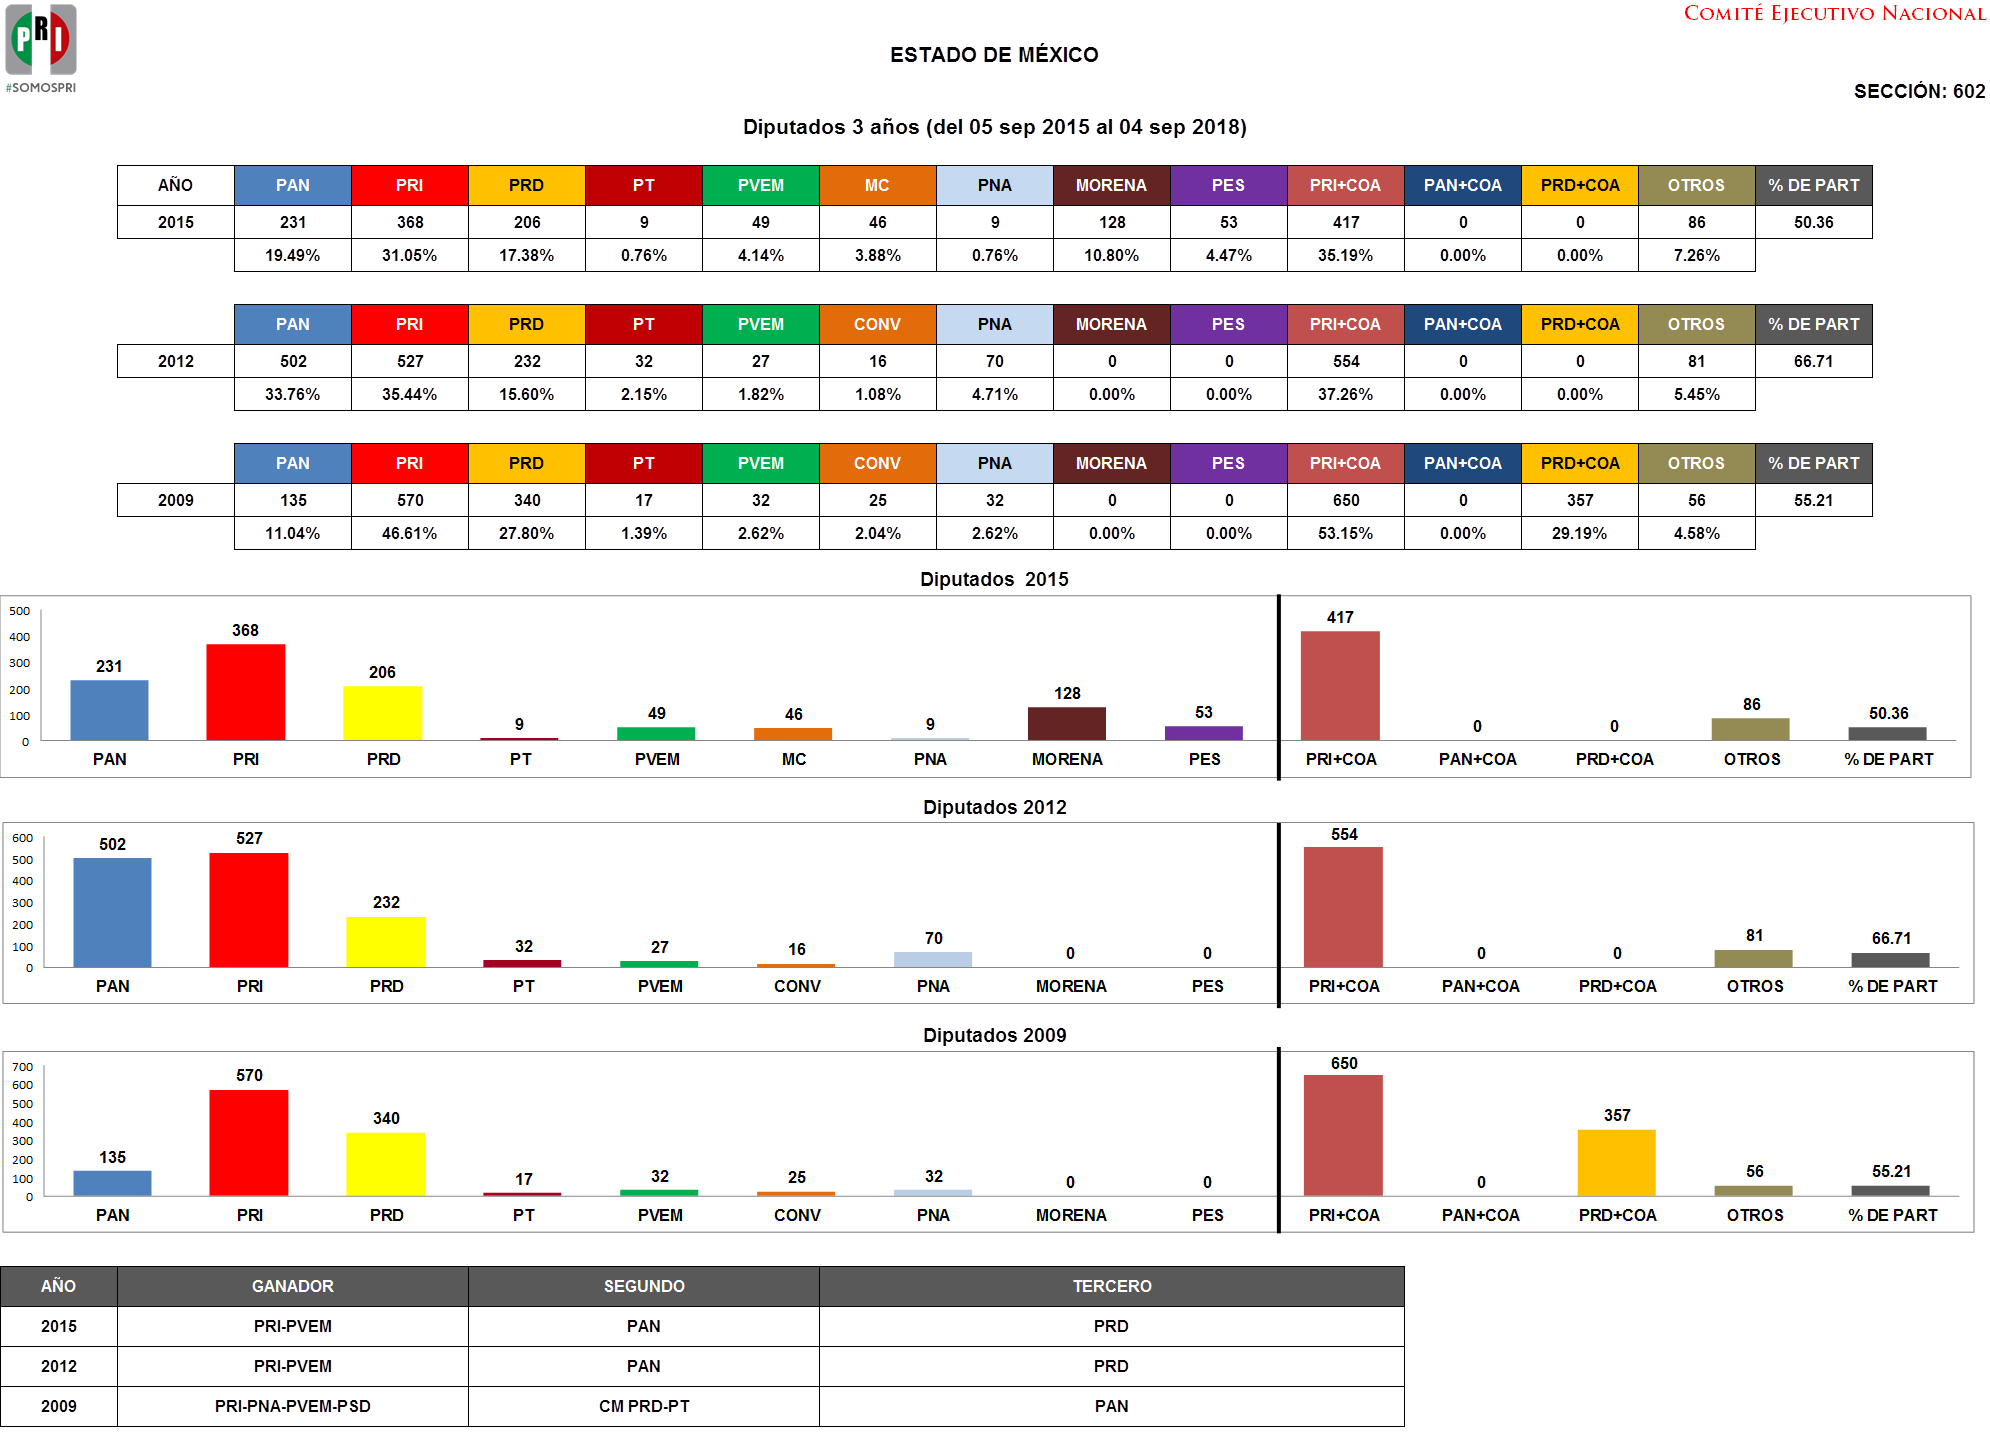 PRI
#SOMOSPRI
COMITÉ EJECUTIVO NACIONAL
ESTADO DE MÉXICO
SECCIÓN: 602
Diputados 3 años (del 05 sep 2015 al 04 sep 2018)
AÑO PAN PRI PRD PT PVEM MC PNA MORENA PES PRI+COA PAN+COA PRD+COA OTROS % DE PART
2015 231 368 206 9 49 46 9 128 53 417 0 0 86 50.36
19.49% 31.05% 17.38% 0.76% 4.14% 3.88% 0.76% 10.80% 4.47% 35.19% 0.00% 0.00% 7.26%
PAN PRI PRD PT PVEM CONV PNA MORENA PES PRI+COA PAN+COA PRD+COA OTROS % DE PART
2012 502 527 232 32 27 16 70 0 0 554 0 0 81 66.71
33.76% 35.44% 15.60% 2.15% 1.82% 1.08% 4.71% 0.00% 0.00% 37.26% 0.00% 0.00% 5.45%
PAN PRI PRD PT PVEM CONV PNA MORENA PES PRI+COA PAN+COA PRD+COA OTROS % DE PART
2009 135 570 340 17 32 25 32 0 0 650 0 357 56 55.21
11.04% 46.61% 27.80% 1.39% 2.62% 2.04% 2.62% 0.00% 0.00% 53.15% 0.00% 29.19% 4.58%
Diputados 2015
500
400
300
200
100
0
231 368 206 9 49 46 9 128 53 417 0 0 86 50.36
PAN PRI PRD PT PVEM MC PNA MORENA PES PRI+COA PAN+COA PRD+COA OTROS % DE PART
Diputados 2012
600
500
400
300
200
100
0
502 527 232 32 27 16 70 0 0 554 0 0 81 66.71
PAN PRI PRD PT PVEM CONV PNA MORENA PES PRI+COA PAN+COA PRD+COA OTROS % DE PART
Diputados 2009
700
600
500
400
300
200
100
0
135 570 340 17 32 25 32 0 0 650 0 357 56 55.21
PAN PRI PRD PT PVEM CONV PNA MORENA PES PRI+COA PAN+COA PRD+COA OTROS % DE PART
AÑO GANADOR SEGUNDO TERCERO
2015 PRI-PVEM PAN PRD
2012 PRI-PVEM PAN PRD
2009 PRI-PNA-PVEM-PSD CM PRD-PT PAN